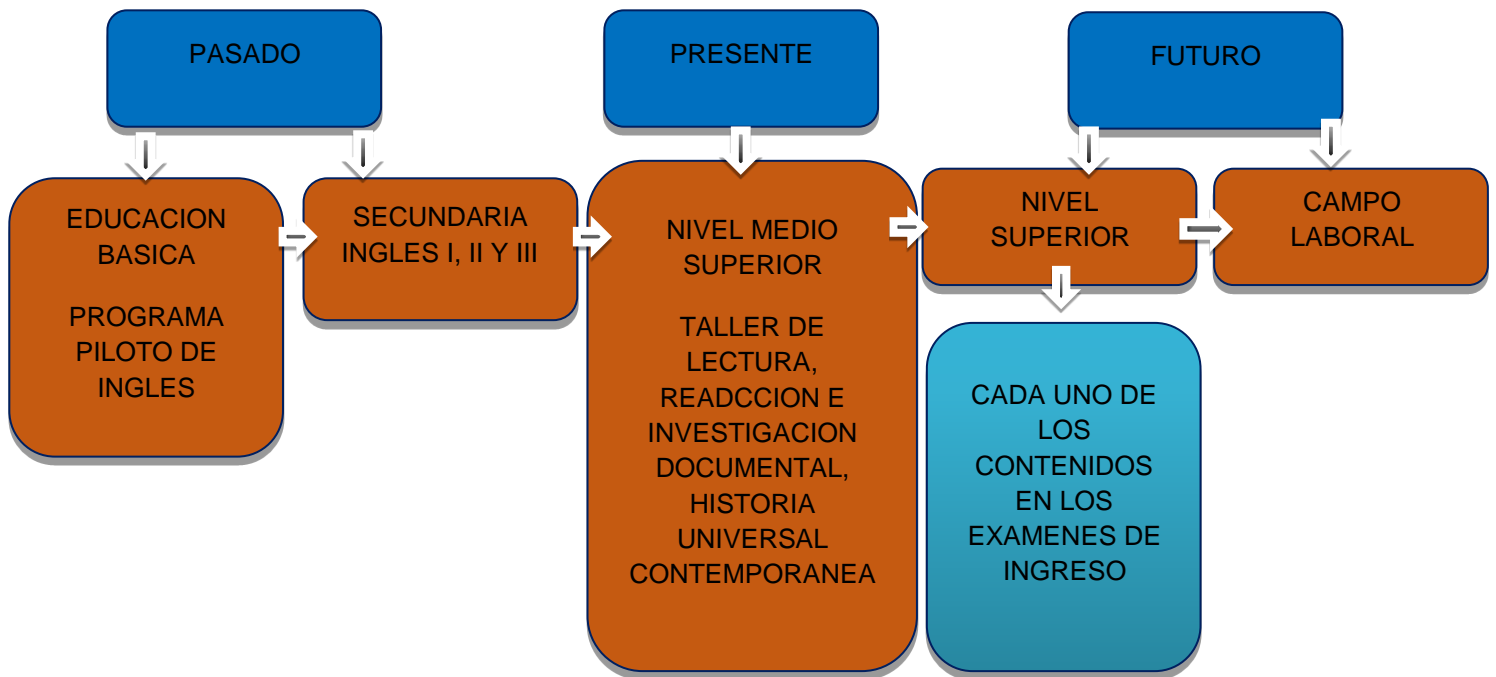 PASADO
PRESENTE
FUTURO
EDUCACION
BASICA
PROGRAMA
PILOTO DE
INGLES
SECUNDARIA
INGLES I, II Y III
NIVEL MEDIO
SUPERIOR
TALLER DE
LECTURA,
READCCION E
INVESTIGACION
DOCUMENTAL,
HISTORIA
UNIVERSAL
CONTEMPORANEA
NIVEL
SUPERIOR
CAMPO
LABORAL
CADA UNO DE
LOS
CONTENIDOS
EN LOS
EXAMENES DE
INGRESO